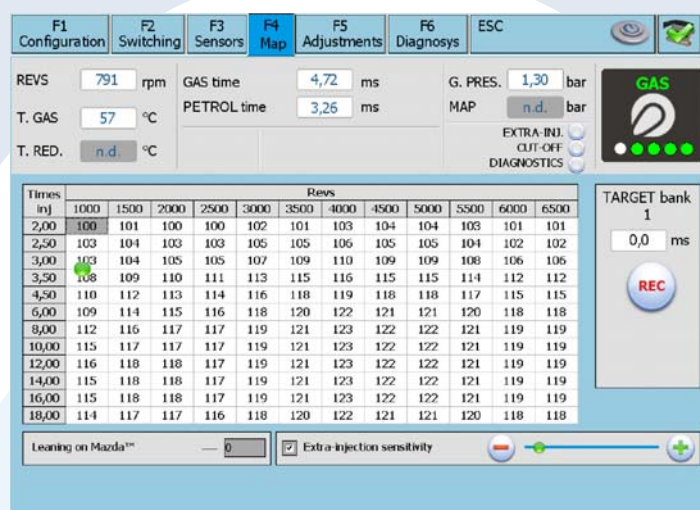 F1 F2 F3 F4 F5 F6 ESC
Configuration Switching Sensors Map Adjustments Diagnosys
REVS 791 rpm GAS time 4,72 ms G. PRES. 1,30 bar GAS
T. GAS 57 °C PETROL time 3,26 ms MAP n.d. bar
EXTRA-INJ.
T. RED. n.d. °C CUT-OFF
DIAGNOSTICS
Times Revs TARGET bank
inj 1000 1500 2000 2500 3000 3500 4000 4500 5000 5500 6000 6500 1
2,00 100 101 100 100 102 101 103 104 104 103 101 101
2,50 103 104 103 103 105 105 106 105 105 104 102 102 0,0 ms
3,00 103 104 105 105 107 109 110 109 109 108 106 106
3,50 108 109 110 111 113 115 116 115 115 114 112 112 REC
4,50 110 112 113 114 116 118 119 118 118 117 115 115
6,00 109 114 115 116 118 120 122 121 121 120 118 118
8,00 112 116 117 117 119 121 123 122 122 121 119 119
10,00 115 117 117 117 119 121 123 122 122 121 119 119
12,00 116 118 118 117 119 121 123 122 122 121 119 119
14,00 115 118 118 117 119 121 123 122 122 121 119 119
16,00 115 118 118 117 119 121 123 122 122 121 119 119
18,00 114 117 117 116 118 120 122 121 121 120 118 118
Leaning on Mazda™ — 0 Extra-injection sensitivity